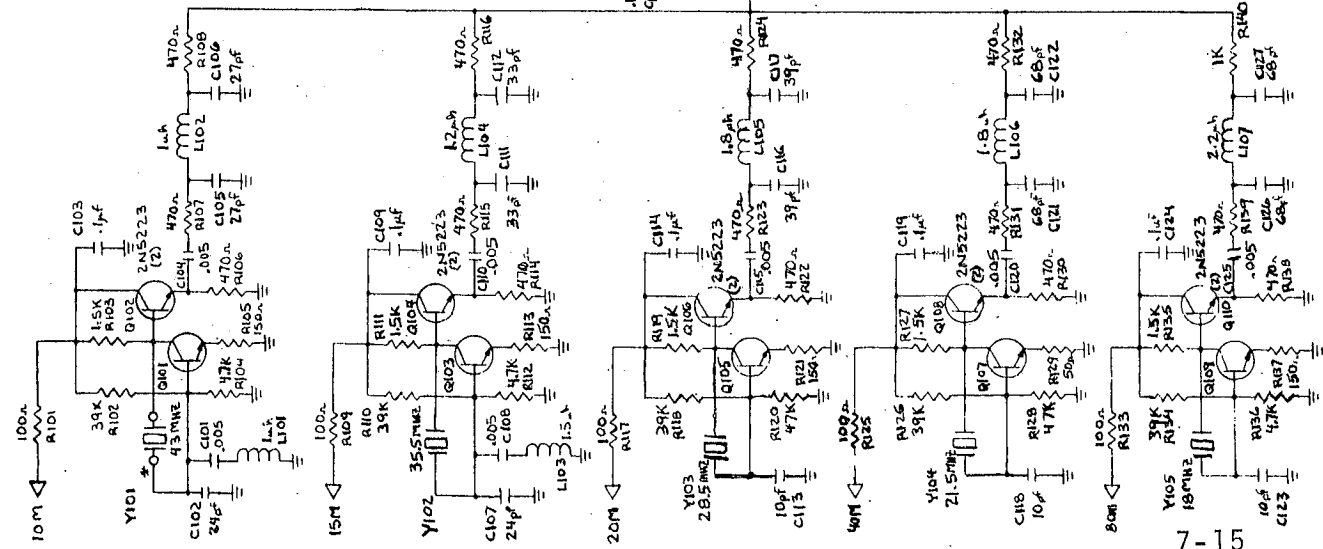 10M
100Ω
R101
39K
R102
1.5K
R103
Q102
C103
.1µf
2N5223
(2)
Q101
43 MHZ
*
Y101
C101
.005
1uh
L101
C102
24pf
4.7K
R104
R105
150Ω
C104
.005
470Ω
R106
470Ω
R107
C105
27pf
1uh
L102
470Ω
R108
C106
27pf
15M
100Ω
R109
R110
39K
R111
1.5K
Q104
C109
.1µf
2N5223
(2)
Q103
35.5MHZ
Y102
.005
C108
L103
C107
24pf
4.7K
R112
R113
150Ω
C110
.005
470Ω
R114
470Ω
R115
C111
33pf
1.2µh
L104
470Ω
R116
C112
33pf
20M
100Ω
R117
39K
R118
R119
1.5K
Q106
C114
.1µf
2N5223
(2)
Q105
Y103
28.5MHZ
10pf
C113
R120
47K
R121
150Ω
C115
.005
470Ω
R122
470Ω
R123
C116
39pf
1.8µh
L105
470Ω
R124
C117
39pf
40M
100Ω
R125
R126
39K
R127
1.5K
Q108
C119
.1µf
2N5223
(2)
Q107
Y104
21.5MHZ
C118
10pf
R128
47K
R129
50Ω
.005
C120
470Ω
R130
470Ω
R131
68pf
C121
1.8uh
L106
470Ω
R132
68pf
C122
80M
100Ω
R133
39K
R134
1.5K
R135
Q110
.1µf
C124
2N5223
(2)
Q109
Y105
18MHZ
10pf
C123
R136
4.7K
R137
150Ω
C125
.005
470Ω
R138
470Ω
R139
C126
68pf
2.2µh
L107
1K
R140
C127
68pf
7-15